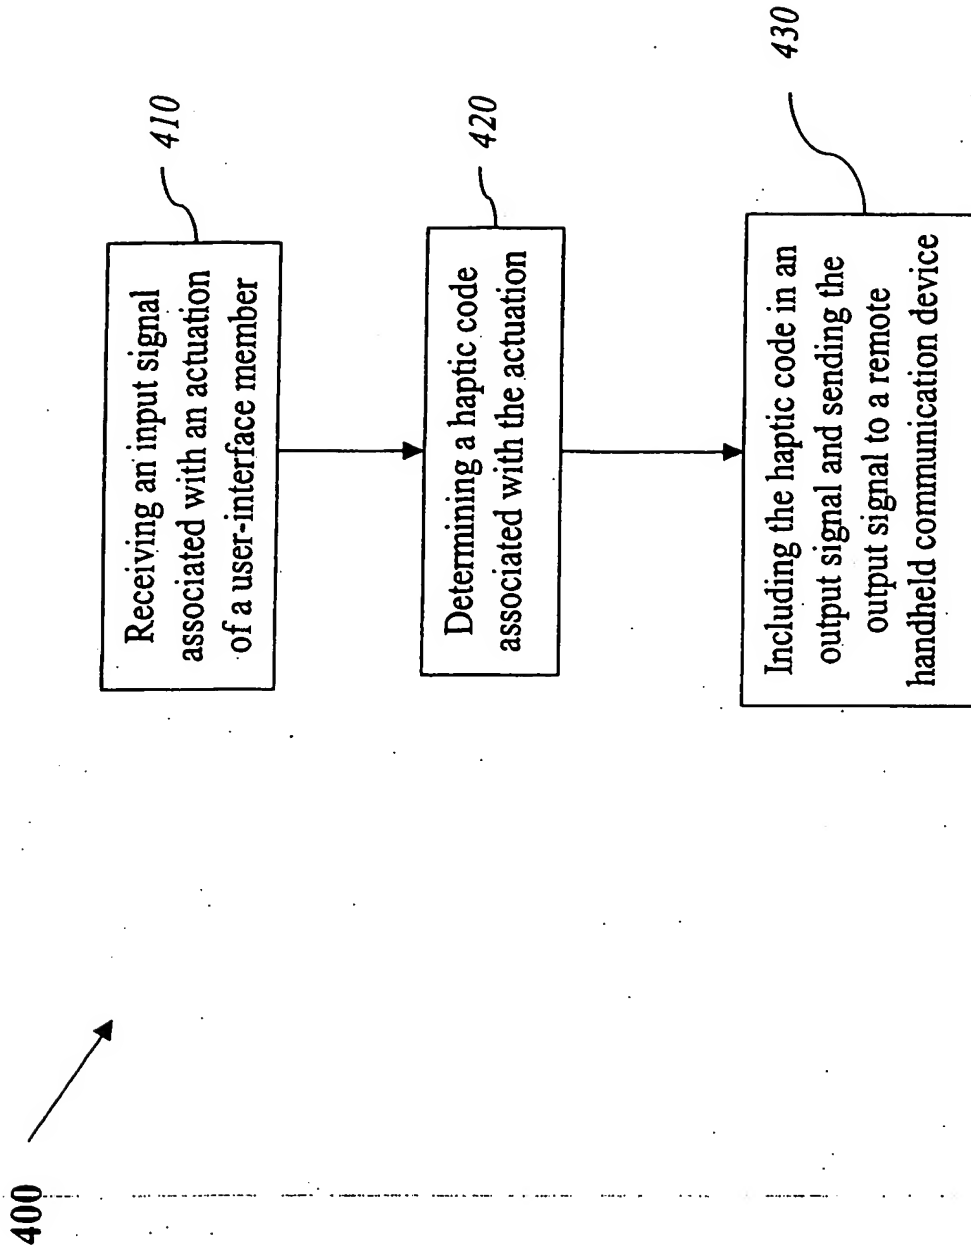 400
Receiving an input signal
associated with an actuation
of a user-interface member
410
Determining a haptic code
associated with the actuation
420
Including the haptic code in an
output signal and sending the
output signal to a remote
handheld communication device
430